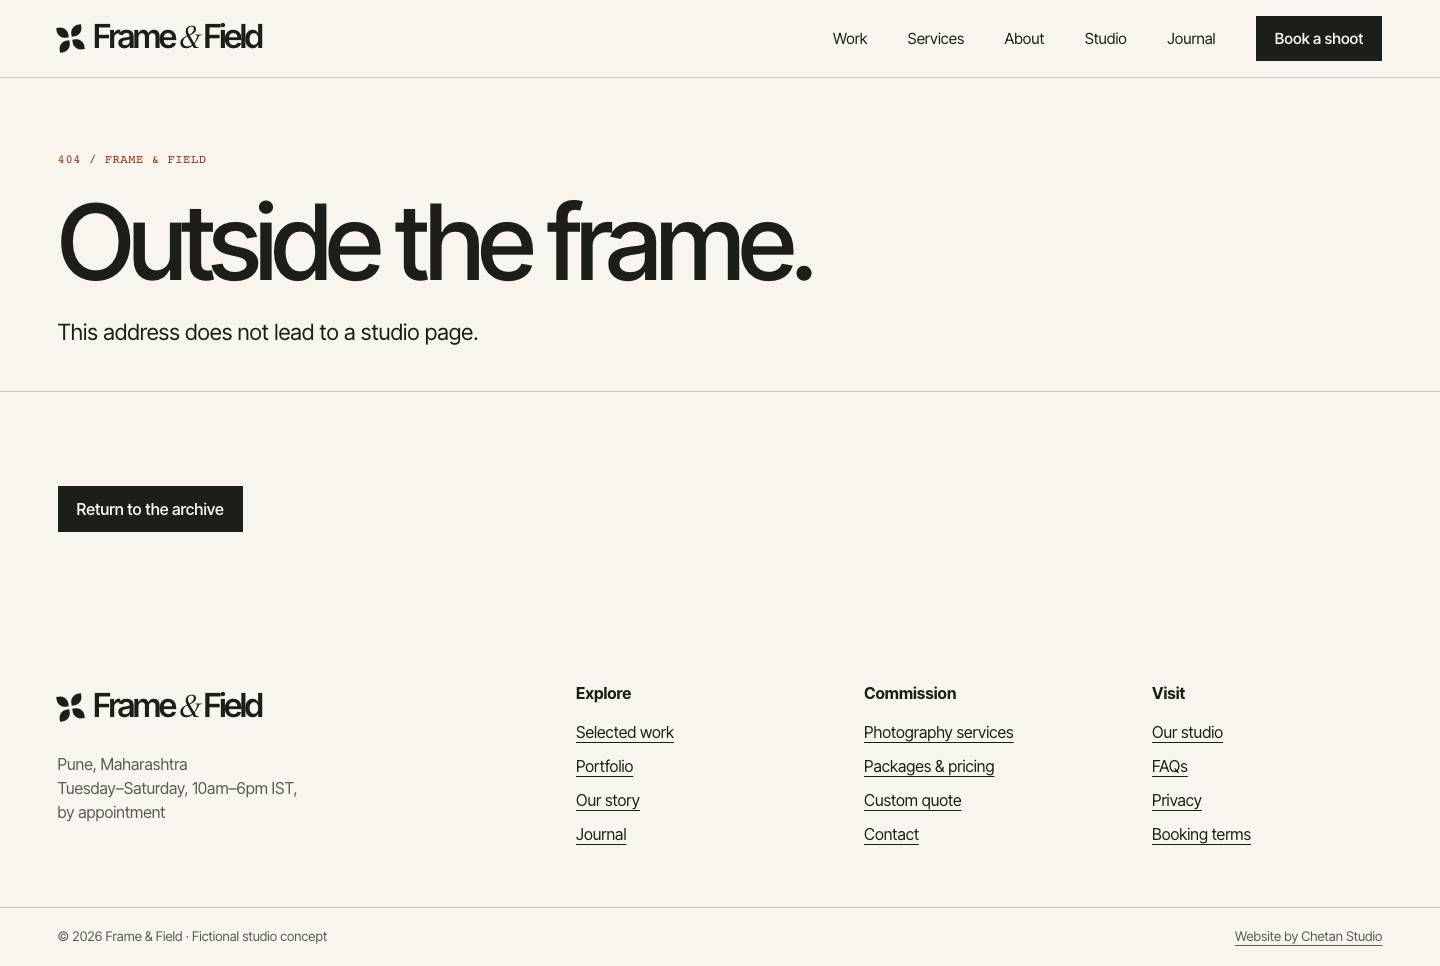 Frame & Field
Work
Services
About
Studio
Journal
Book a shoot
404 / FRAME & FIELD
Outside the frame.
This address does not lead to a studio page.
Return to the archive
Frame & Field
Pune, Maharashtra
Tuesday–Saturday, 10am–6pm IST,
by appointment
Explore
Selected work
Portfolio
Our story
Journal
Commission
Photography services
Packages & pricing
Custom quote
Contact
Visit
Our studio
FAQs
Privacy
Booking terms
© 2026 Frame & Field · Fictional studio concept
Website by Chetan Studio